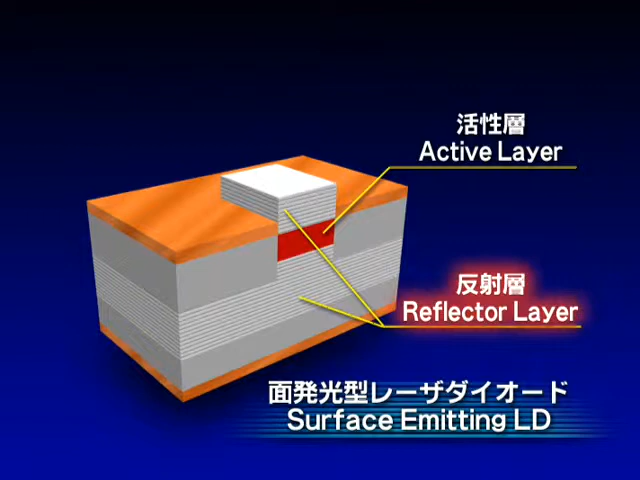 活性層
Active Layer
反射層
Reflector Layer
面発光型レーザダイオード
Surface Emitting LD